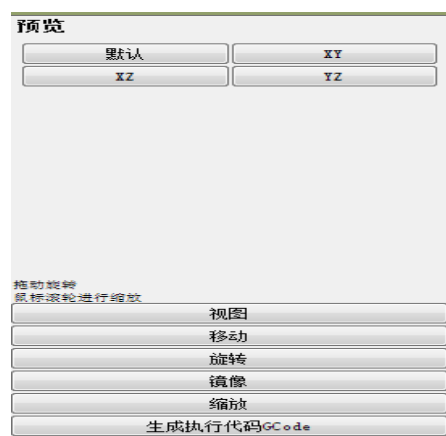 预览
默认 XY
XZ YZ
拖动旋转
鼠标滚轮进行缩放
视图
移动
旋转
镜像
缩放
生成执行代码GCode